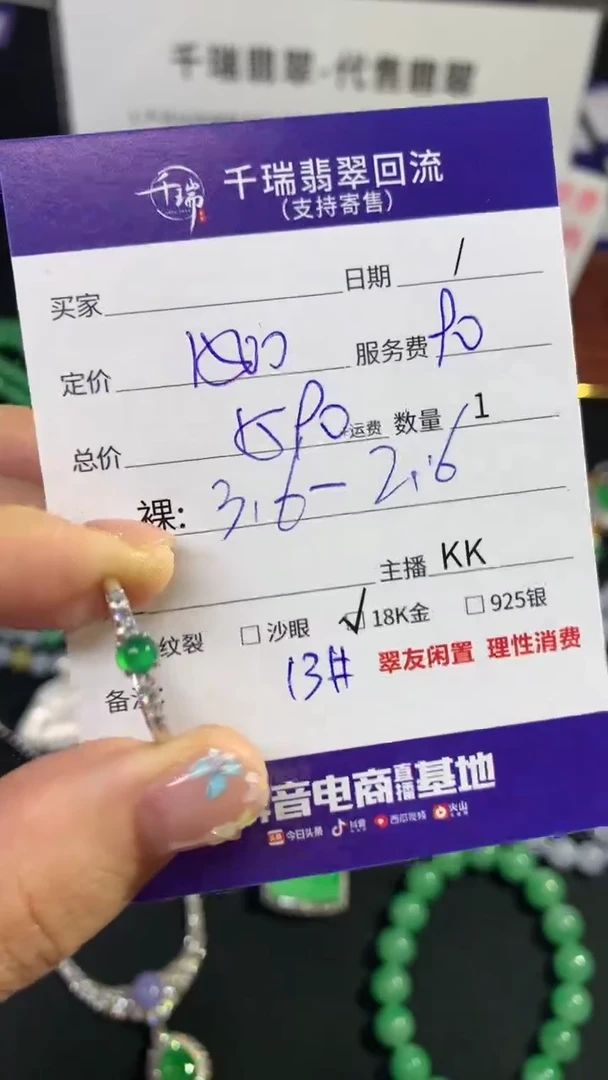 千瑞翡翠·代售翡翠
千瑞
千瑞翡翠回流
(支持寄售)
买家 日期 /
定价 服务费
总价 +运费 数量 1
裸: 3.6- 2.6
主播 KK
纹裂 沙眼 ✓ 18K金 925银
备注: 13# 翠友闲置 理性消费
音电商直播基地
今日头条 抖音 西瓜视频 火山